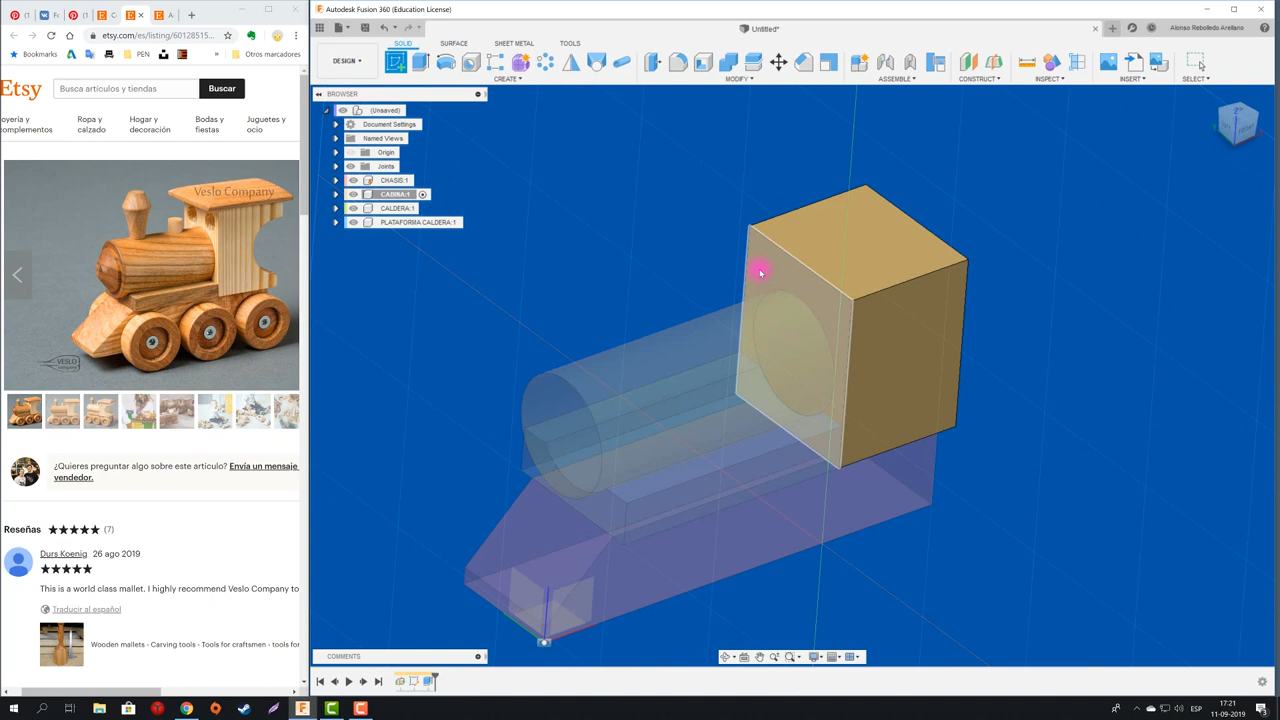 Autodesk Fusion 360 (Education License)
etsy.com/es/listing/60128515...
Bookmarks
PEN
Otros marcadores
Untitled*
Alonso Rebolledo Arellano
SOLID
SURFACE
SHEET METAL
TOOLS
DESIGN
CREATE
MODIFY
ASSEMBLE
CONSTRUCT
INSPECT
INSERT
SELECT
Etsy
Busca artículos y tiendas
Buscar
oyería y
complementos
Ropa y
calzado
Hogar y
decoración
Bodas y
fiestas
Juguetes y
ocio
BROWSER
(Unsaved)
Document Settings
Named Views
Origin
Joints
CHASIS:1
CABINA:1
CALDERA:1
PLATAFORMA CALDERA:1
Veslo Company
VESLO
company
¿Quieres preguntar algo sobre este artículo? Envía un mensaje
vendedor.
Reseñas
(7)
Durs Koenig
26 ago 2019
This is a world class mallet. I highly recommend Veslo Company to
Traducir al español
Wooden mallets - Carving tools - Tools for craftsmen - tools for
COMMENTS
ESP
17:21
11-09-2019